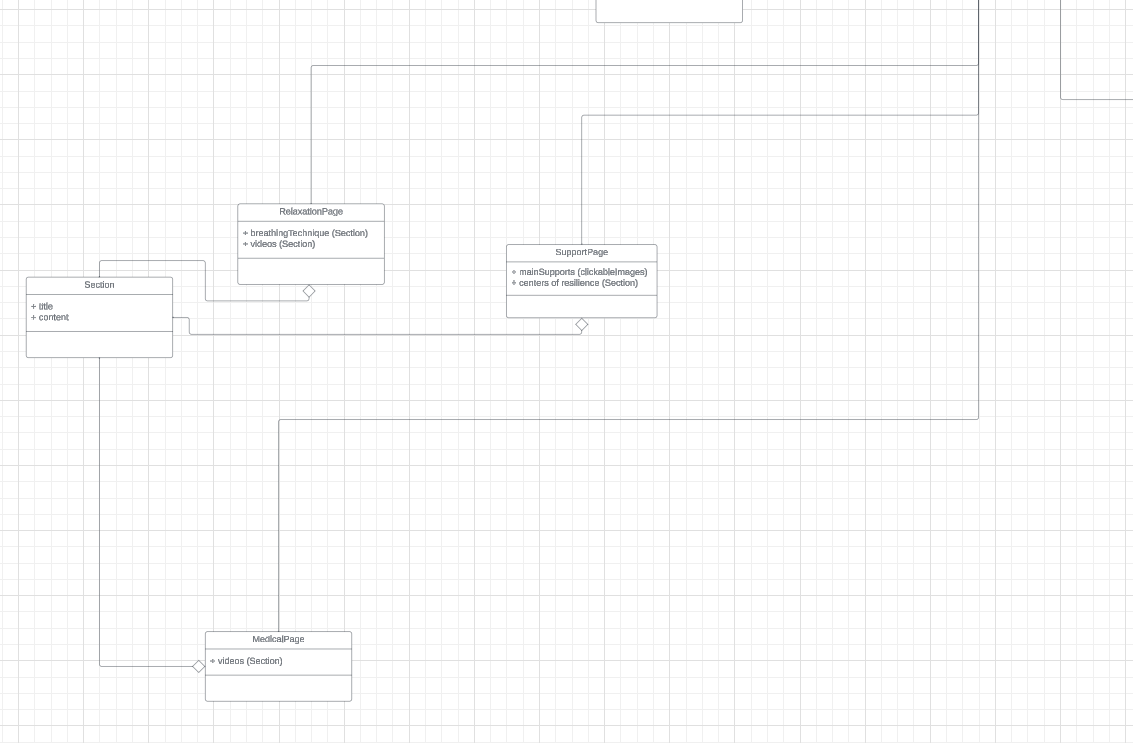 RelaxationPage
+ breathingTechnique (Section)
+ videos (Section)
SupportPage
+ mainSupports (clickableImages)
+ centers of resilience (Section)
Section
+ title
+ content
MedicalPage
+ videos (Section)